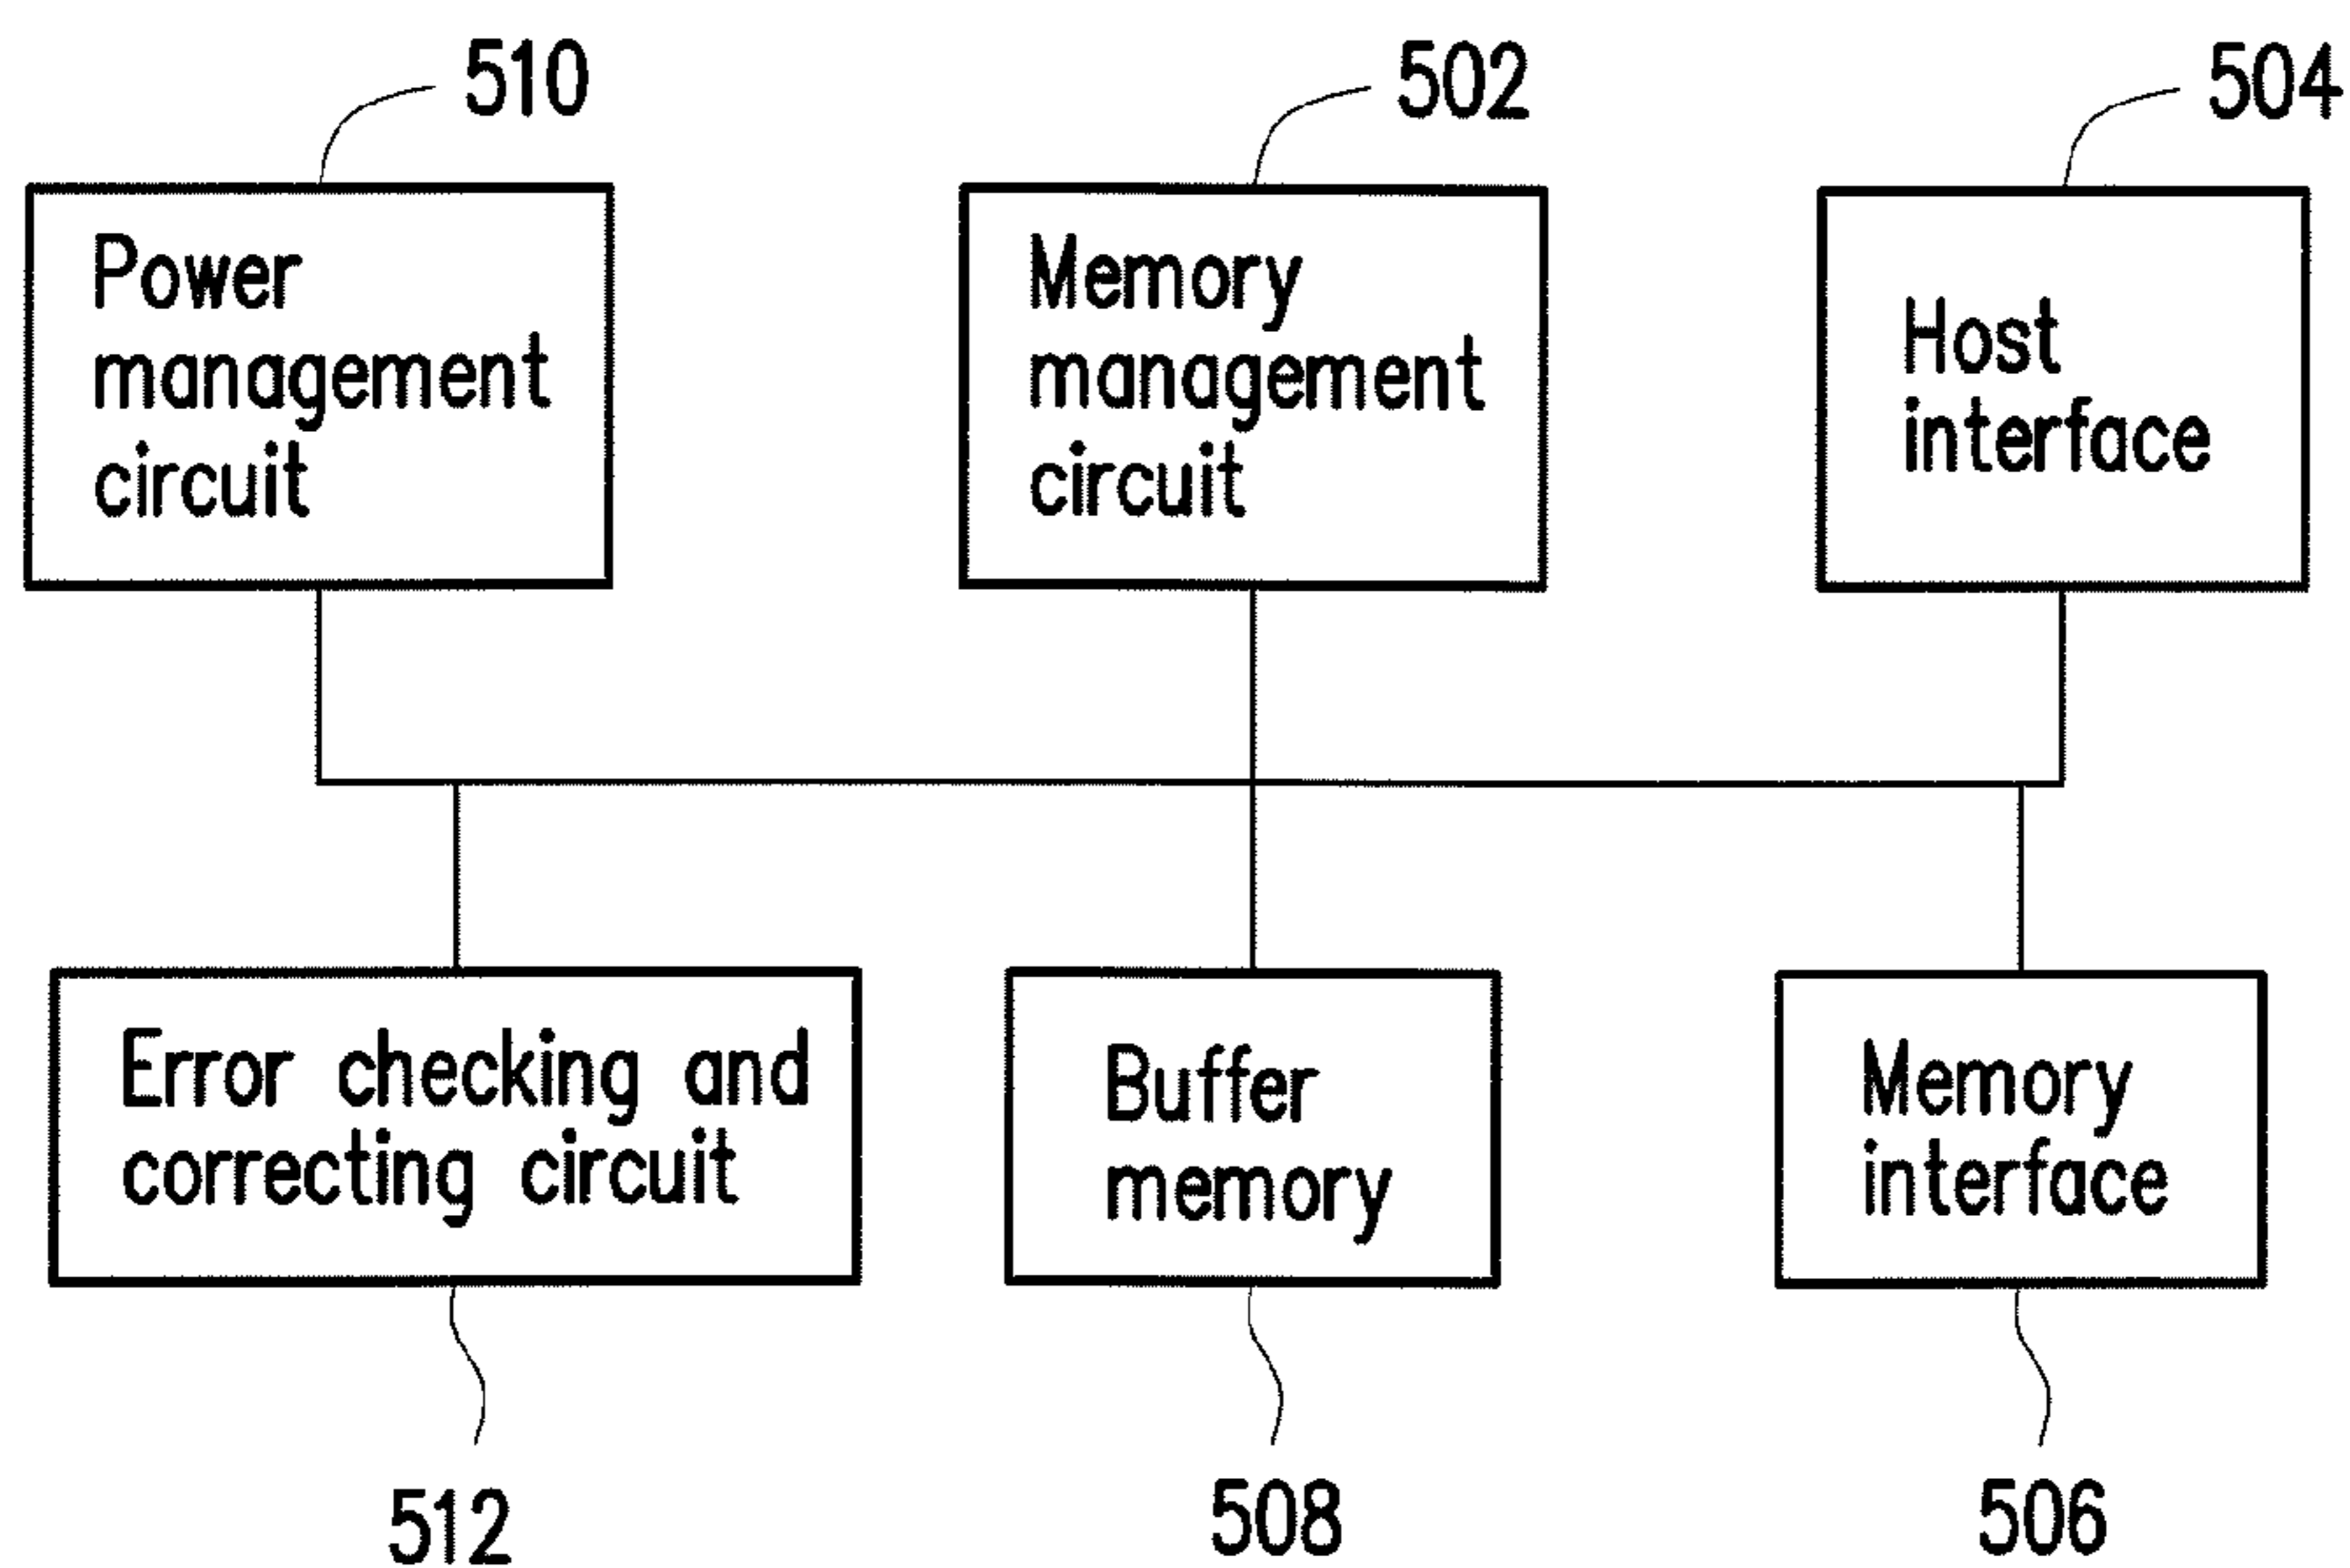 510
502
504
Power
management
circuit
Memory
management
circuit
Host
interface
Error checking and
correcting circuit
Buffer
memory
Memory
interface
512
508
506